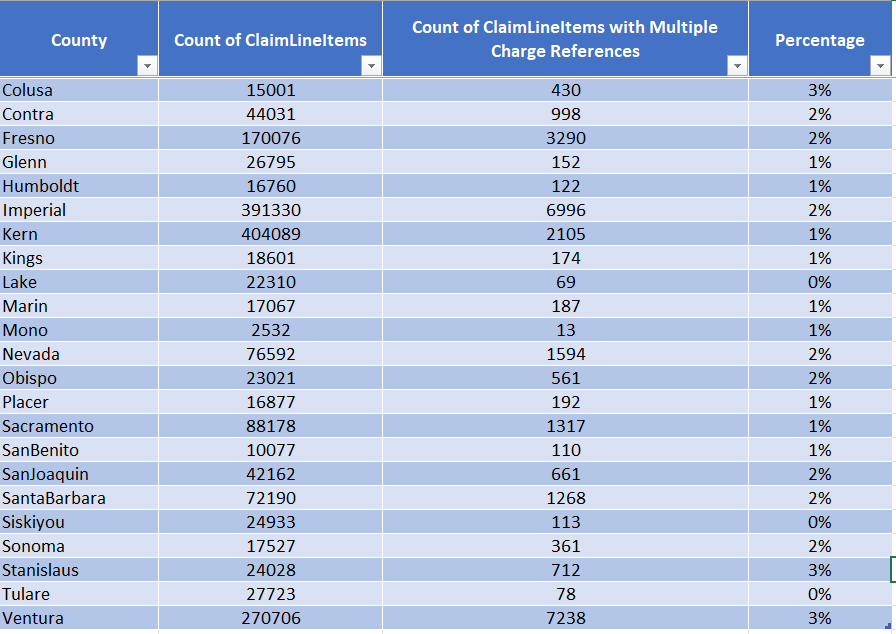 County Count of ClaimLineItems Count of ClaimLineItems with Multiple Charge References Percentage
Colusa 15001 430 3%
Contra 44031 998 2%
Fresno 170076 3290 2%
Glenn 26795 152 1%
Humboldt 16760 122 1%
Imperial 391330 6996 2%
Kern 404089 2105 1%
Kings 18601 174 1%
Lake 22310 69 0%
Marin 17067 187 1%
Mono 2532 13 1%
Nevada 76592 1594 2%
Obispo 23021 561 2%
Placer 16877 192 1%
Sacramento 88178 1317 1%
SanBenito 10077 110 1%
SanJoaquin 42162 661 2%
SantaBarbara 72190 1268 2%
Siskiyou 24933 113 0%
Sonoma 17527 361 2%
Stanislaus 24028 712 3%
Tulare 27723 78 0%
Ventura 270706 7238 3%